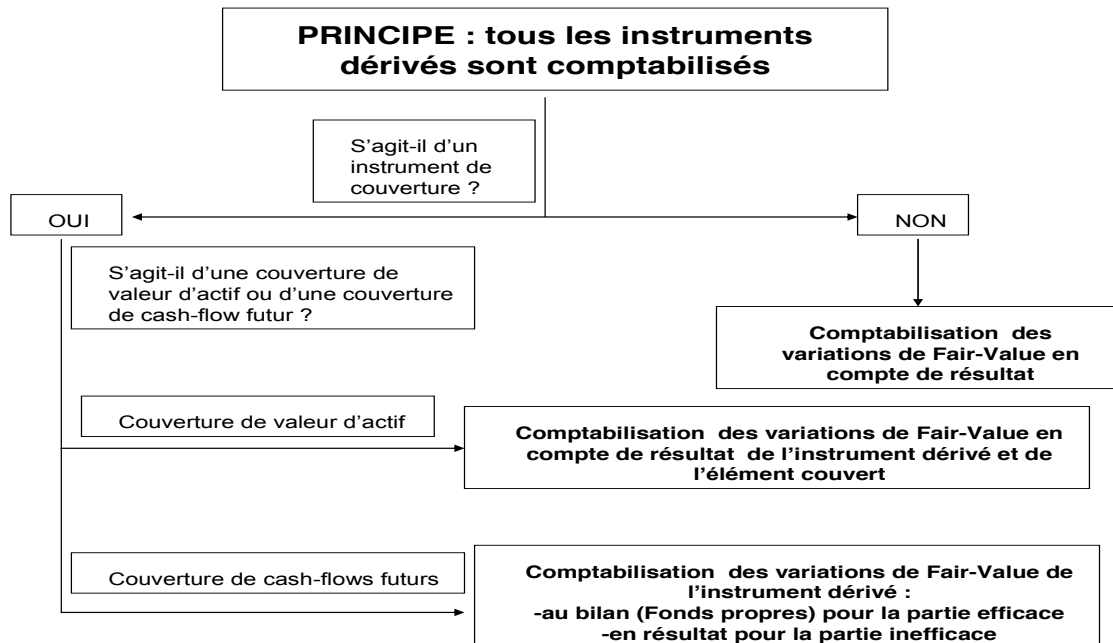 PRINCIPE : tous les instruments
dérivés sont comptabilisés
S’agit-il d’un
instrument de
couverture ?
OUI
NON
S’agit-il d’une couverture de
valeur d’actif ou d’une couverture
de cash-flow futur ?
Comptabilisation des
variations de Fair-Value en
compte de résultat
Couverture de valeur d’actif
Comptabilisation des variations de Fair-Value en
compte de résultat de l’instrument dérivé et de
l’élément couvert
Couverture de cash-flows futurs
Comptabilisation des variations de Fair-Value de
l’instrument dérivé :
-au bilan (Fonds propres) pour la partie efficace
-en résultat pour la partie inefficace